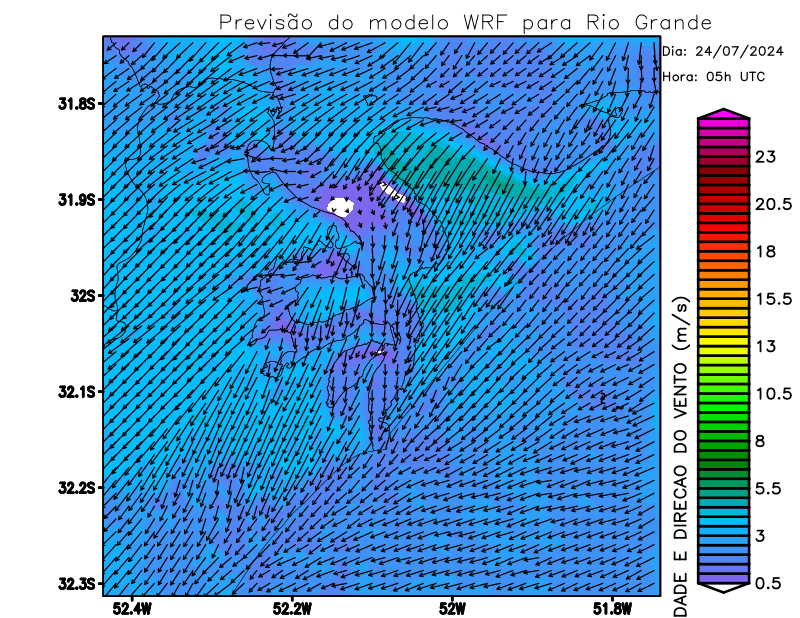 Previsão do modelo WRF para Rio Grande
Dia: 24/07/2024
Hora: 05h UTC
31.8S
31.9S
32S
32.1S
32.2S
32.3S
52.4W
52.2W
52W
51.8W
23
20.5
18
15.5
13
10.5
8
5.5
3
0.5
DADE E DIRECAO DO VENTO (m/s)